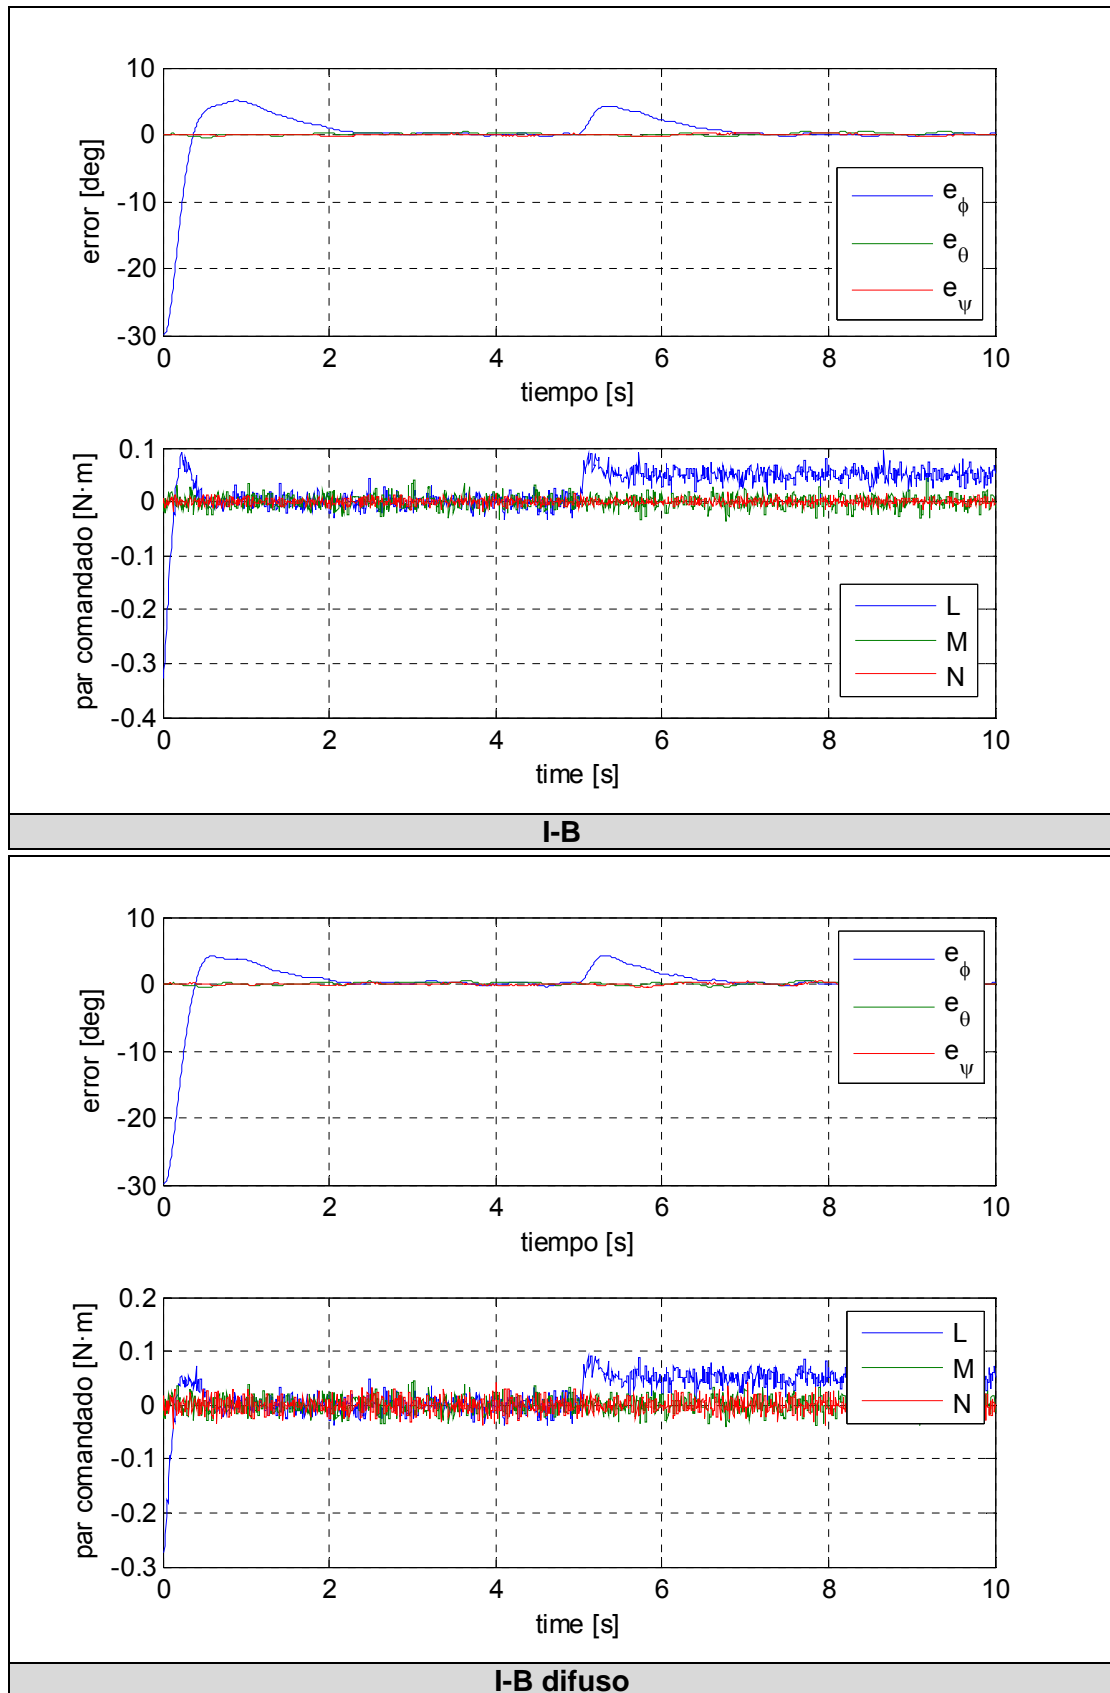 10
0
-10
-20
-30
error [deg]
0 2 4 6 8 10
tiempo [s]
eϕ
eθ
eψ
0.1
0
-0.1
-0.2
-0.3
-0.4
par comandado [N·m]
0 2 4 6 8 10
time [s]
L
M
N
I-B
10
0
-10
-20
-30
error [deg]
0 2 4 6 8 10
tiempo [s]
eϕ
eθ
eψ
0.2
0.1
0
-0.1
-0.2
-0.3
par comandado [N·m]
0 2 4 6 8 10
time [s]
L
M
N
I-B difuso